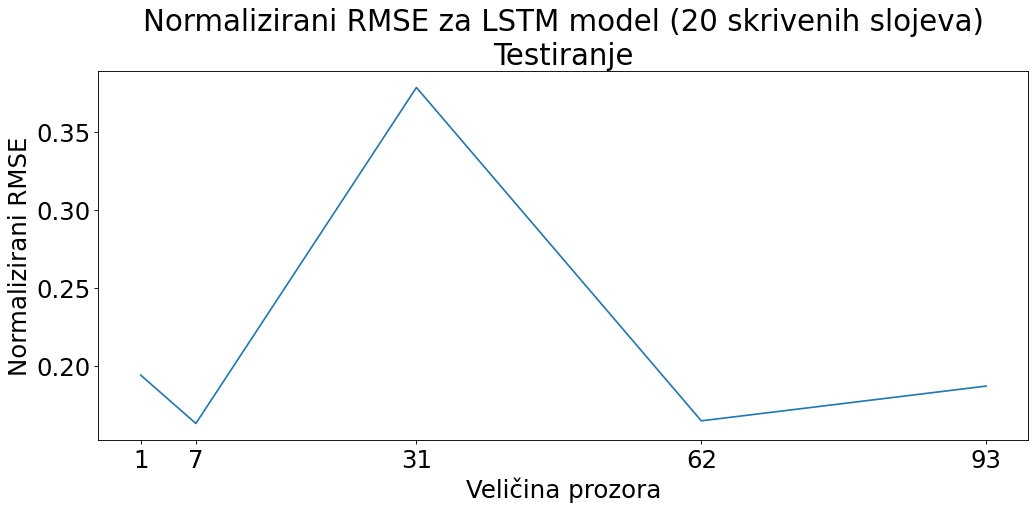 Normalizirani RMSE za LSTM model (20 skrivenih slojeva)
Testiranje
Normalizirani RMSE
0.35
0.30
0.25
0.20
1 7 31 62 93
Veličina prozora